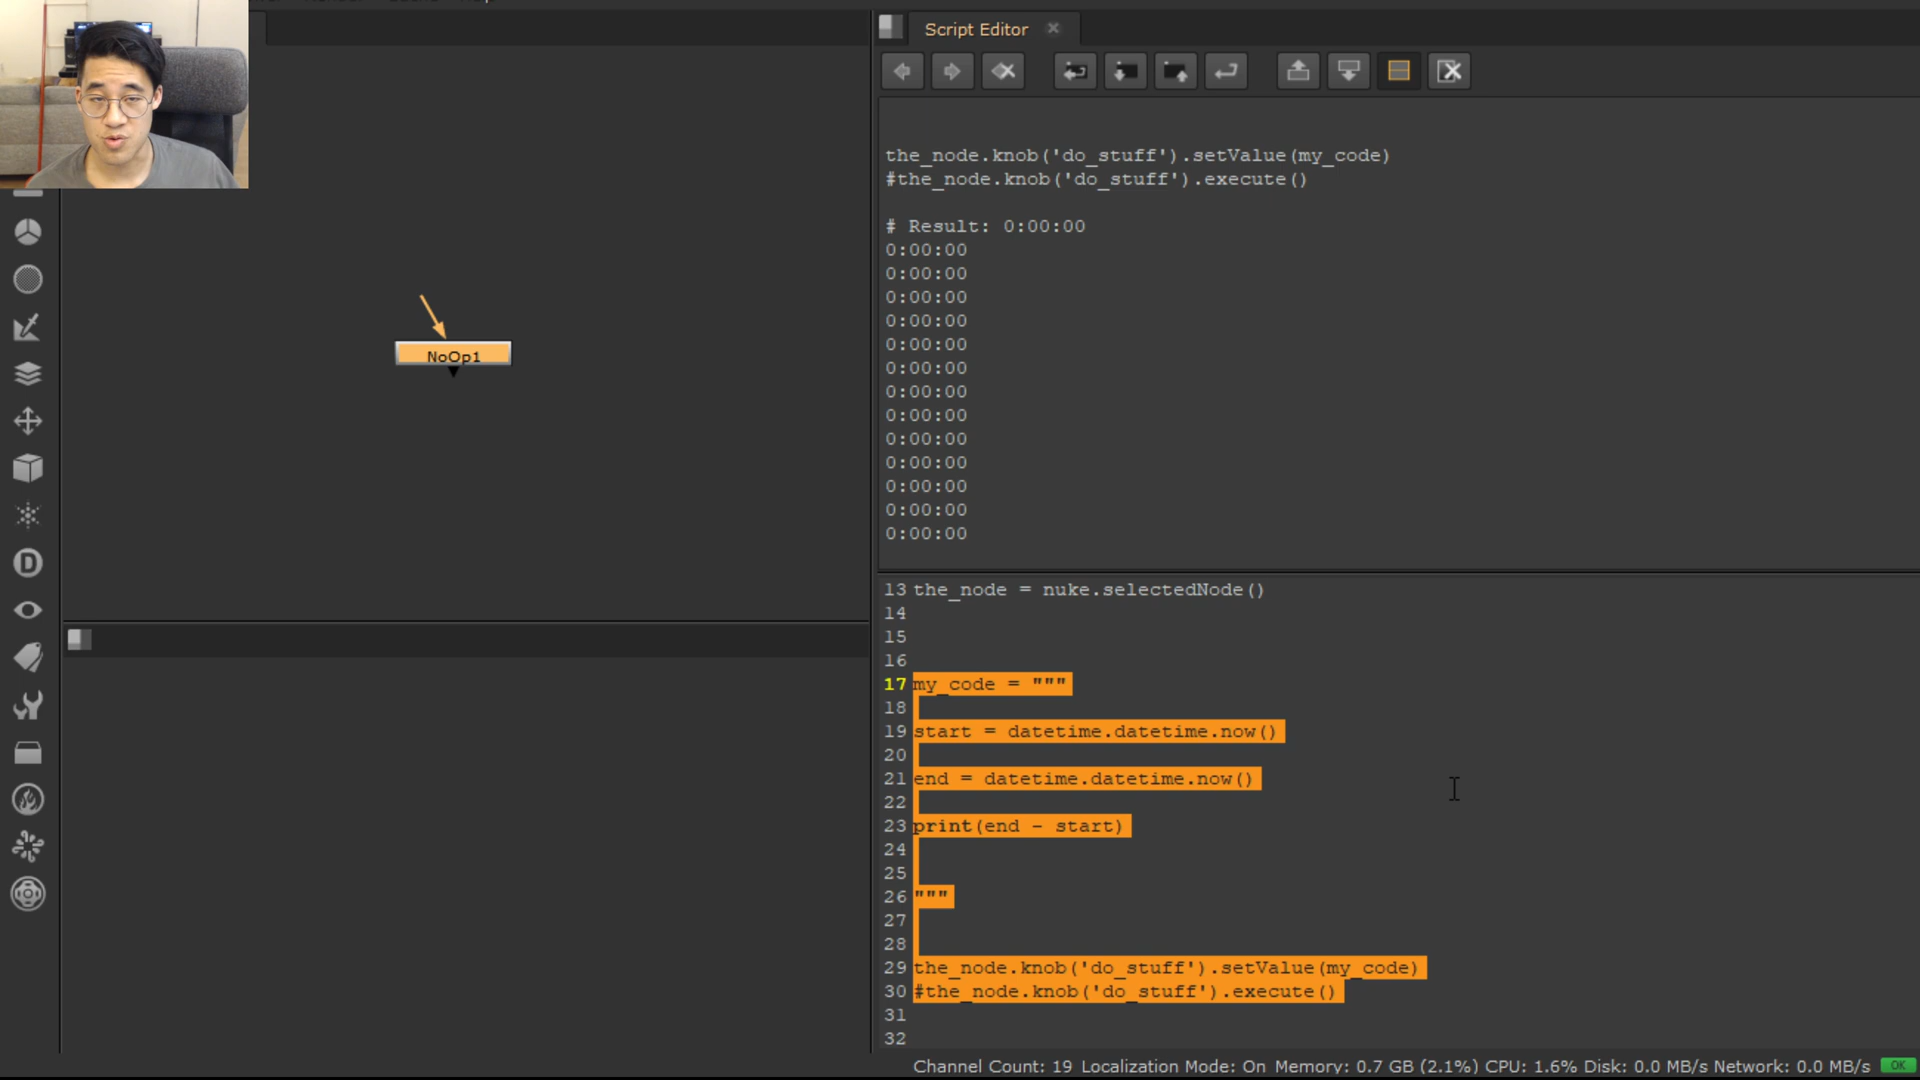 Script Editor
the_node.knob('do_stuff').setValue(my_code)
#the_node.knob('do_stuff').execute()
# Result: 0:00:00
0:00:00
0:00:00
0:00:00
0:00:00
0:00:00
0:00:00
0:00:00
0:00:00
0:00:00
0:00:00
0:00:00
0:00:00
0:00:00
NoOp1
13 the_node = nuke.selectedNode()
14
15
16
17 my_code = """
18
19 start = datetime.datetime.now()
20
21 end = datetime.datetime.now()
22
23 print(end - start)
24
25
26 """
27
28
29 the_node.knob('do_stuff').setValue(my_code)
30 #the_node.knob('do_stuff').execute()
31
32
Channel Count: 19 Localization Mode: On Memory: 0.7 GB (2.1%) CPU: 1.6% Disk: 0.0 MB/s Network: 0.0 MB/s OK